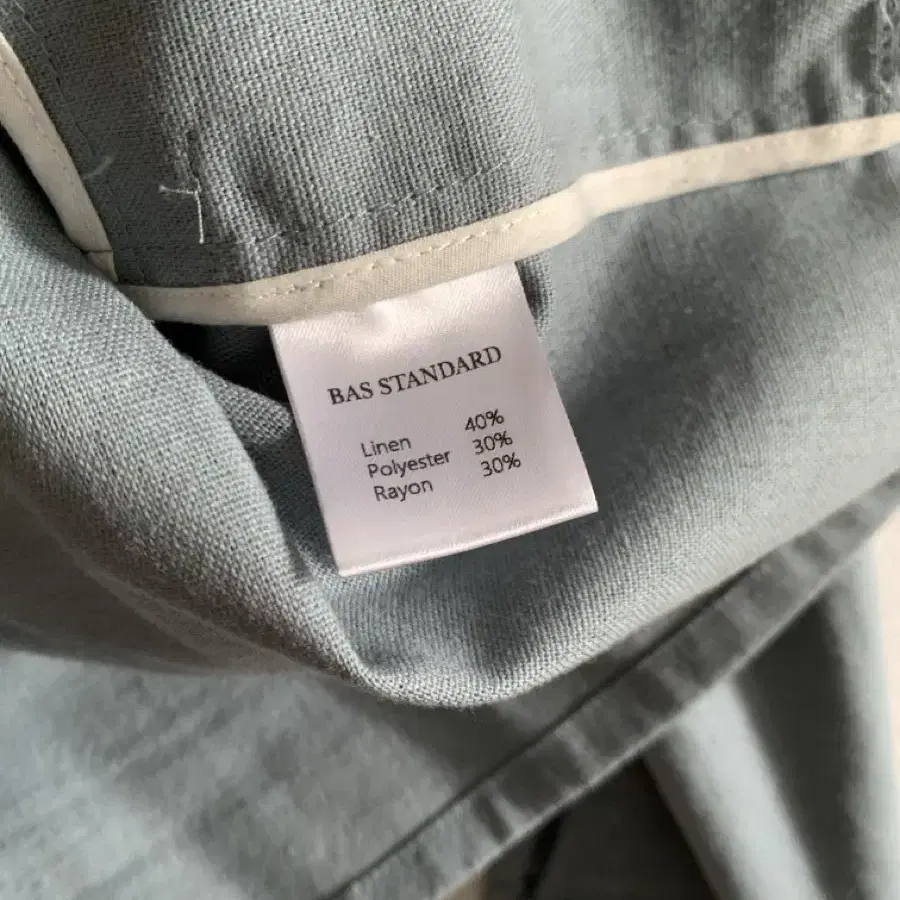 BAS STANDARD
Linen 40%
Polyester 30%
Rayon 30%